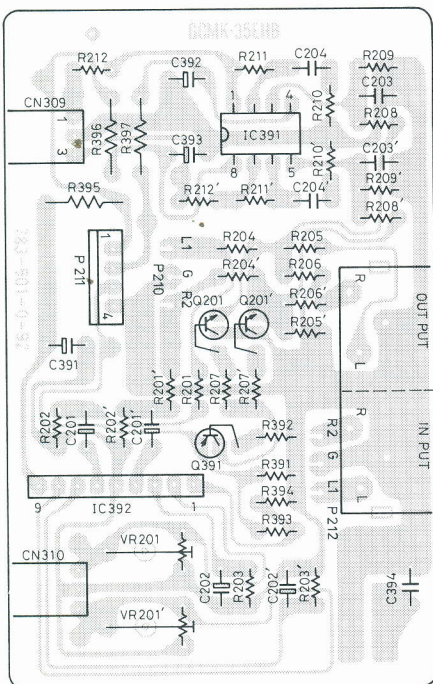 GCMK-35EHB
R212
C392
R211
C204
R209
CN309
1
3
R396
R397
1
4
IC391
8
5
C393
R210
R210'
C203
R208
C203'
R209'
R208'
R395
R212'
R211'
C204'
1
4
P211
P210
L1
G
R2
R204
R204'
R205
R206
R206'
R205'
Q201
Q201'
C391
R201'
R201
R207
R207'
R
L
OUT PUT
R
L
IN PUT
R2
G
L1
P212
R202
C201
R202'
C201'
Q391
R392
R391
R394
R393
9
IC392
1
CN310
VR201
VR201'
C202
R203
C202'
R203'
C394